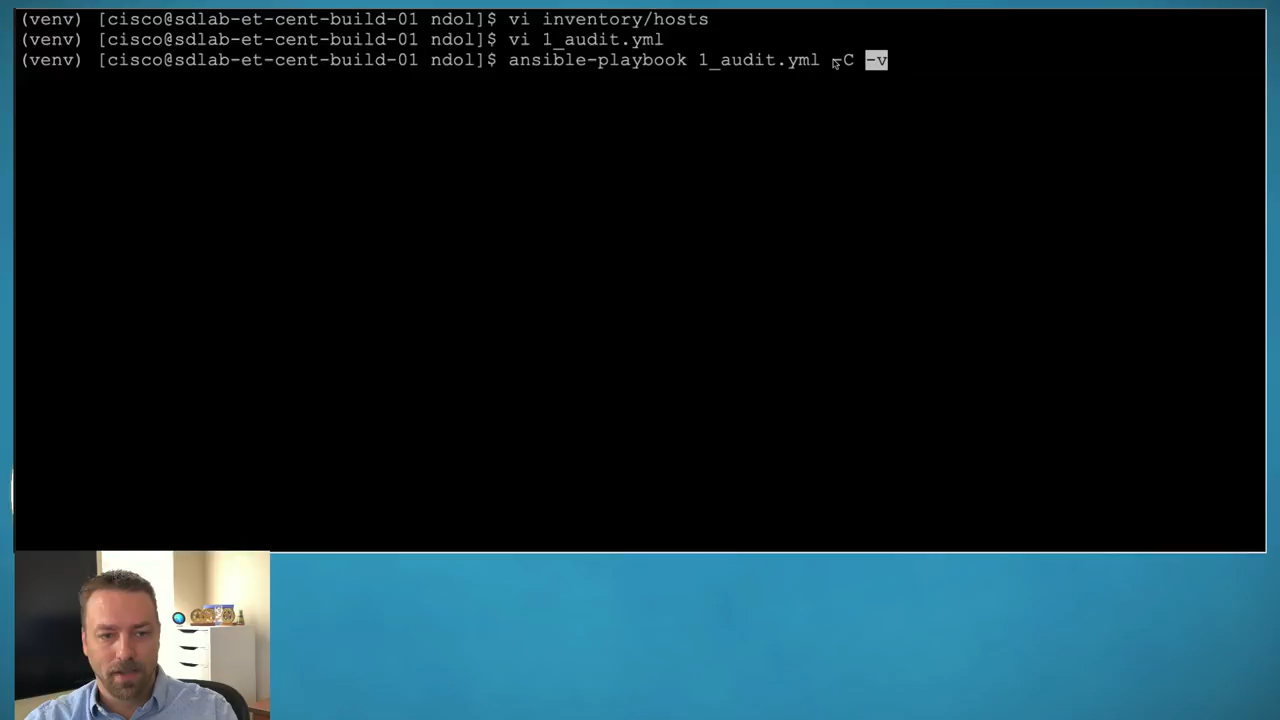 (venv) [cisco@sdlab-et-cent-build-01 ndol]$ vi inventory/hosts
(venv) [cisco@sdlab-et-cent-build-01 ndol]$ vi 1_audit.yml
(venv) [cisco@sdlab-et-cent-build-01 ndol]$ ansible-playbook 1_audit.yml -C -v